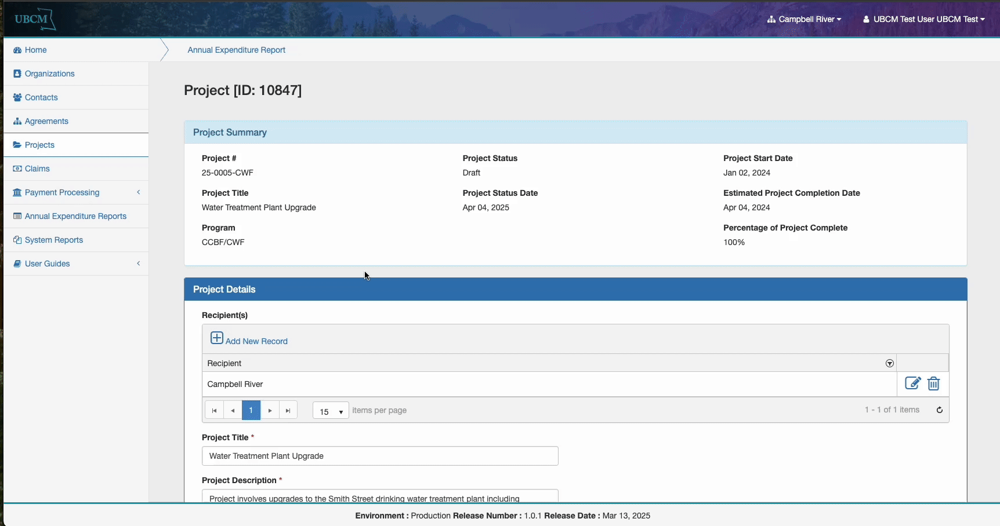 UBCM
Campbell River
UBCM Test User UBCM Test
Home
Annual Expenditure Report
Organizations
Contacts
Agreements
Projects
Claims
Payment Processing
Annual Expenditure Reports
System Reports
User Guides
Project [ID: 10847]
Project Summary
Project #
25-0005-CWF
Project Status
Draft
Project Start Date
Jan 02, 2024
Project Title
Water Treatment Plant Upgrade
Project Status Date
Apr 04, 2025
Estimated Project Completion Date
Apr 04, 2024
Program
CCBF/CWF
Percentage of Project Complete
100%
Project Details
Recipient(s)
Add New Record
Recipient
Campbell River
1
15
items per page
1 - 1 of 1 items
Project Title *
Water Treatment Plant Upgrade
Project Description *
Project involves upgrades to the Smith Street drinking water treatment plant including
Environment : Production Release Number : 1.0.1 Release Date : Mar 13, 2025